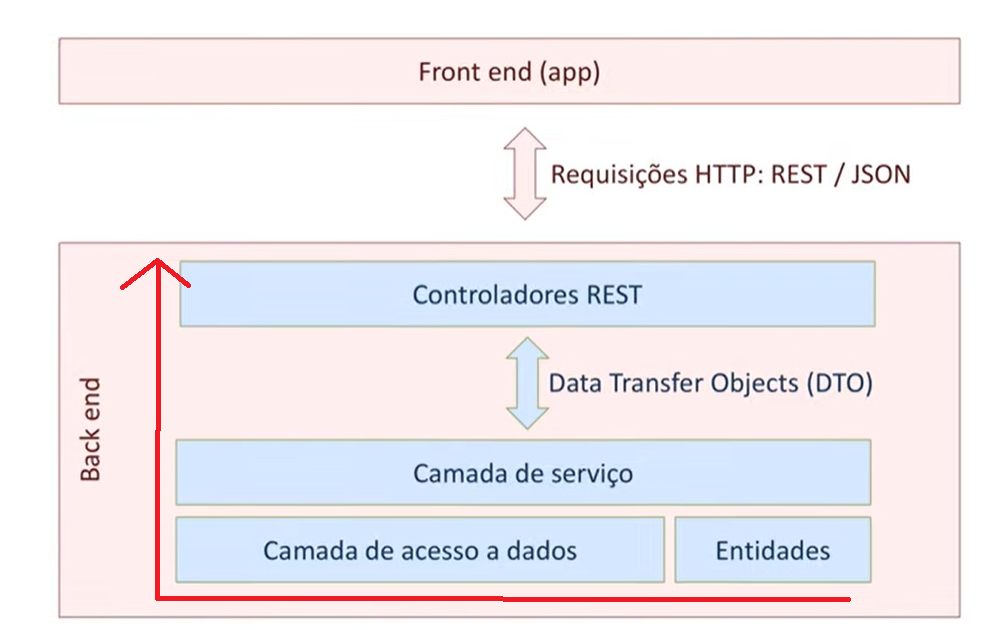 Front end (app)
Requisições HTTP: REST / JSON
Back end
Controladores REST
Data Transfer Objects (DTO)
Camada de serviço
Camada de acesso a dados
Entidades